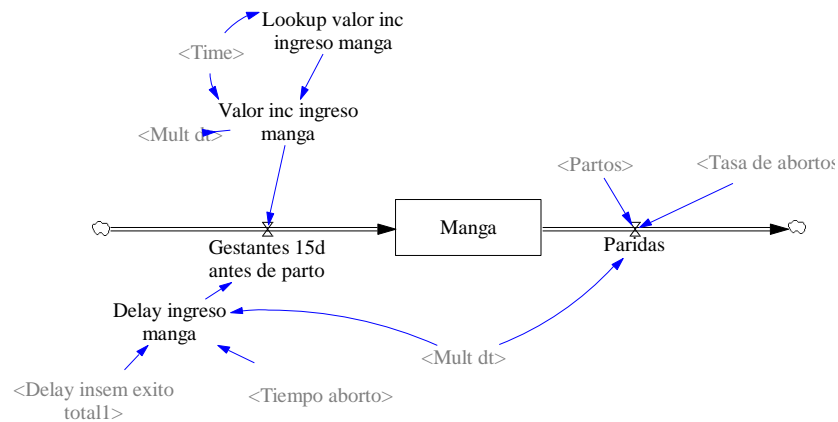 Lookup valor inc
ingreso manga
<Time>
Valor inc ingreso
manga
<Mult dt>
<Partos>
<Tasa de abortos
Manga
Gestantes 15d
antes de parto
Paridas
Delay ingreso
manga
<Mult dt>
<Delay insem exito
total1>
<Tiempo aborto>